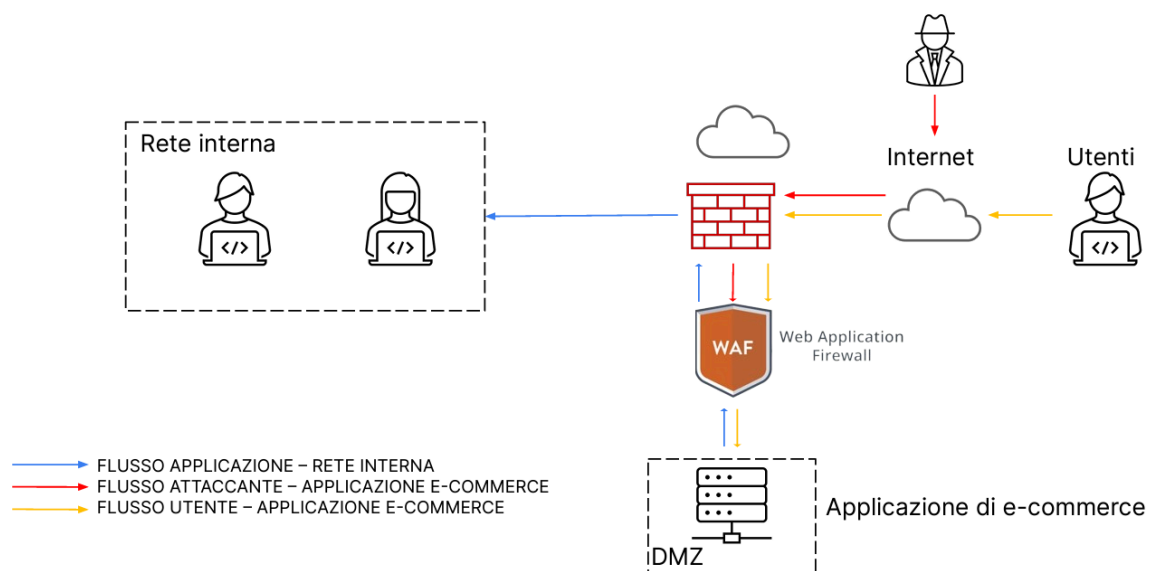 Rete interna
Internet
Utenti
</>
</>
</>
WAF
Web Application
Firewall
FLUSSO APPLICAZIONE – RETE INTERNA
FLUSSO ATTACCANTE – APPLICAZIONE E-COMMERCE
FLUSSO UTENTE – APPLICAZIONE E-COMMERCE
Applicazione di e-commerce
DMZ